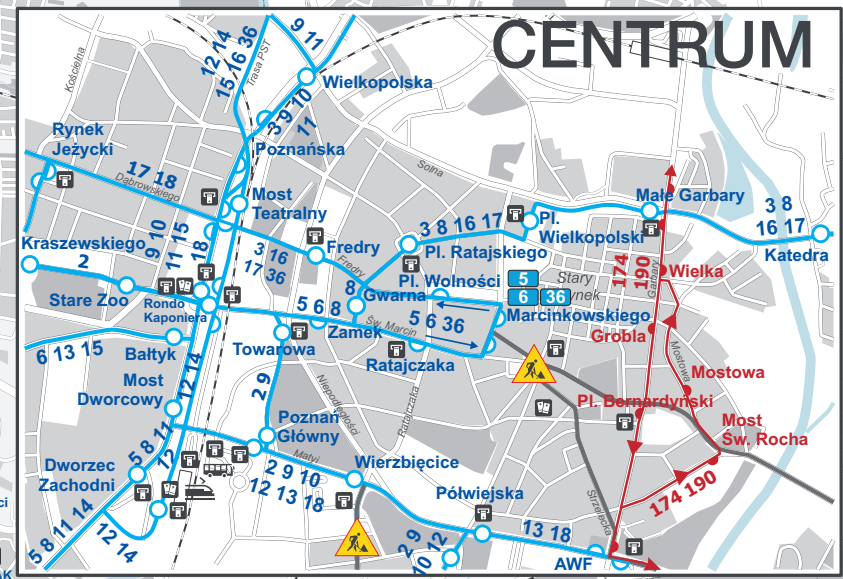 CENTRUM
Kościelna
12 14
15 16 36
Trasa PST
9 11
Wielkopolska
3 9 10
11
Rynek
Jeżycki
17 18
Dąbrowskiego
Poznańska
Solna
Most
Teatralny
Małe Garbary
3 8
16 17
Katedra
3 8 16 17
Pl.
Wielkopolski
Kraszewskiego
2
9 10
11 15
18
3 16
17 36
Fredry
Fredry
Pl. Ratajskiego
174
190
Garbary
Wielka
Stare Zoo
Rondo
Kaponiera
8
Gwarna
Pl. Wolności
5
6 36
Stary
ynek
Marcinkowskiego
5 6 8
Zamek
Św. Marcin
5 6 36
Grobla
6 13 15
Bałtyk
Towarowa
Ratajczaka
Mostowa
Mostowa
Most
Dworcowy
12 14
2 9
Niepodległości
Ratajczaka
Pl. Bernardyński
Most
Św. Rocha
5 8 11
12
Poznań
Główny
Matyi
Wierzbięcice
Dworzec
Zachodni
2 9 10
12 13 18
Półwiejska
Strzelecka
174 190
ci
5 8 11 14
12 14
2 9
10 12
13 18
AWF
AK